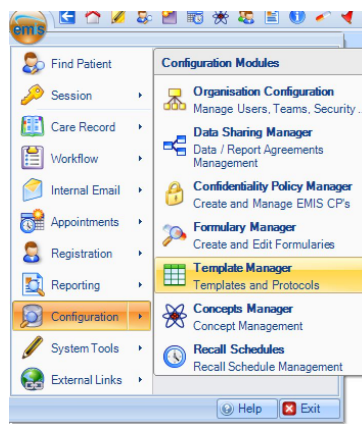 ems
Find Patient
Session
Care Record
Workflow
Internal Email
Appointments
Registration
Reporting
Configuration
System Tools
External Links
Configuration Modules
Organisation Configuration
Manage Users, Teams, Security ..
Data Sharing Manager
Data / Report Agreements
Management
Confidentiality Policy Manager
Create and Manage EMIS CP's
Formulary Manager
Create and Edit Formularies
Template Manager
Templates and Protocols
Concepts Manager
Concept Management
Recall Schedules
Recall Schedule Management
Help
Exit